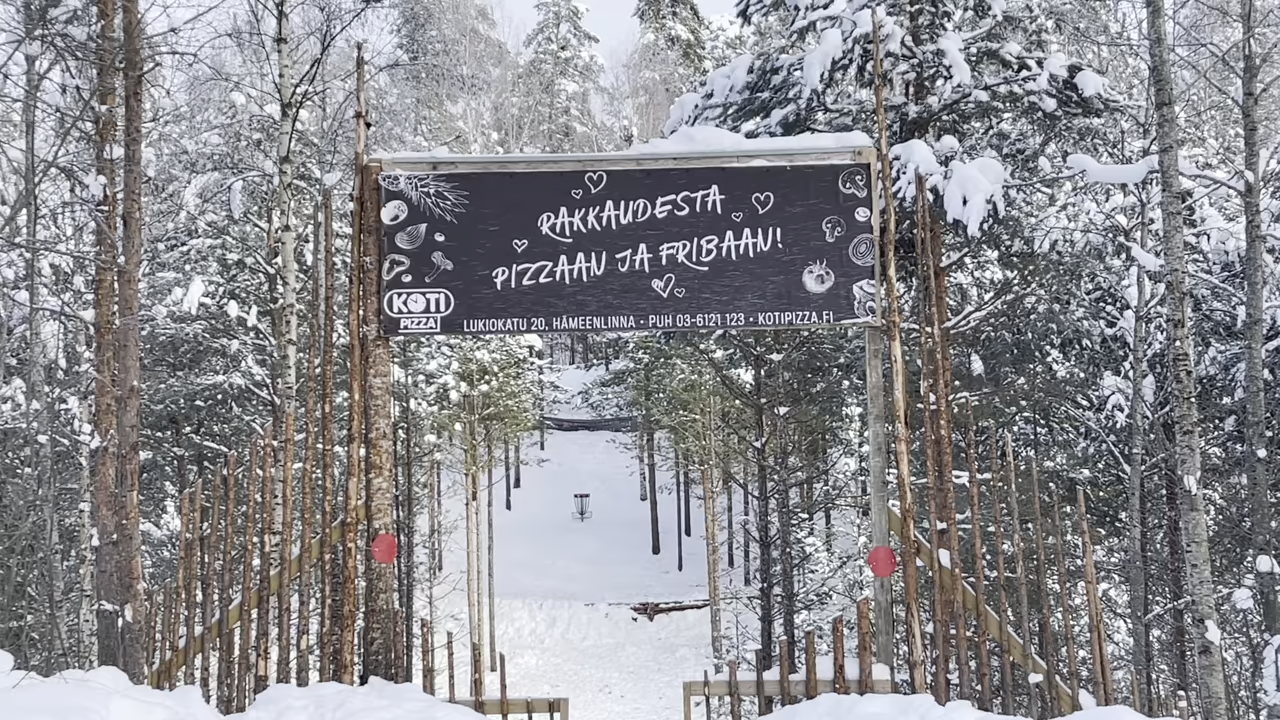 RAKKAUDESTA
PIZZAAN JA FRIBAAN!
KOTI
PIZZA
LUKIOKATU 20, HÄMEENLINNA • PUH 03-6121 123 • KOTIPIZZA.FI